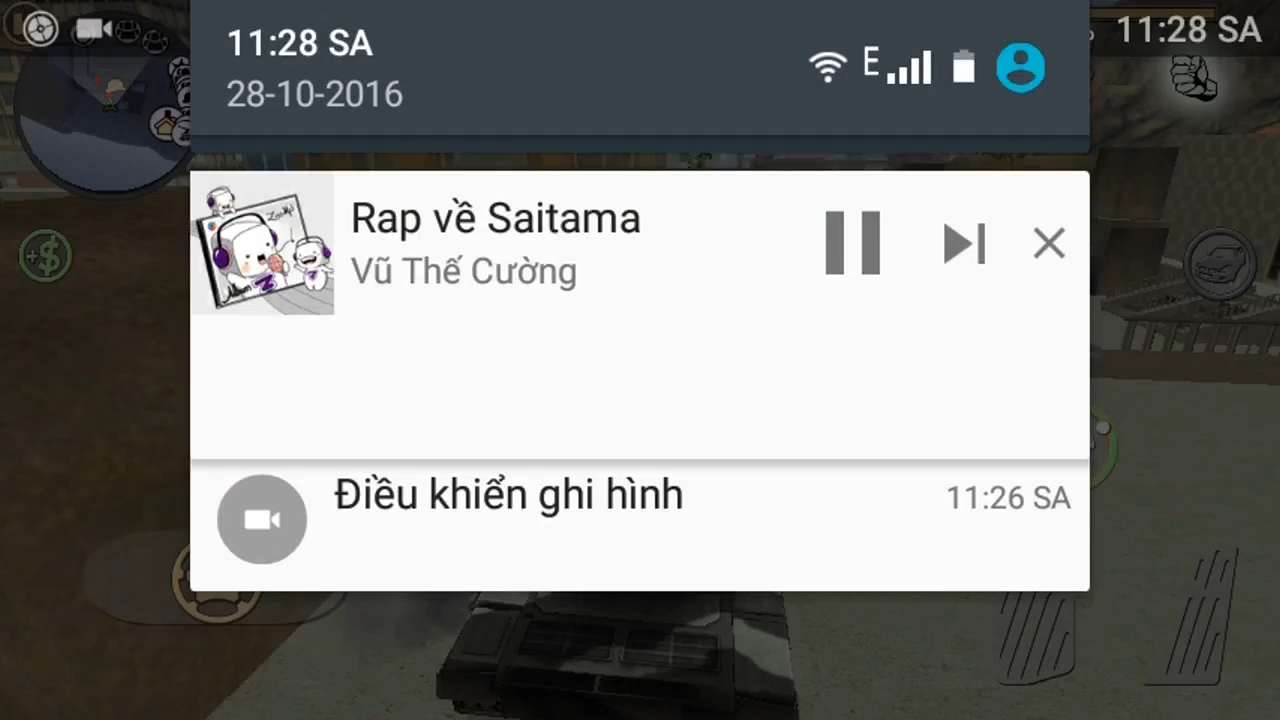 11:28 SA
28-10-2016
E
11:28 SA
Rap về Saitama
Vũ Thế Cường
Điều khiển ghi hình
11:26 SA